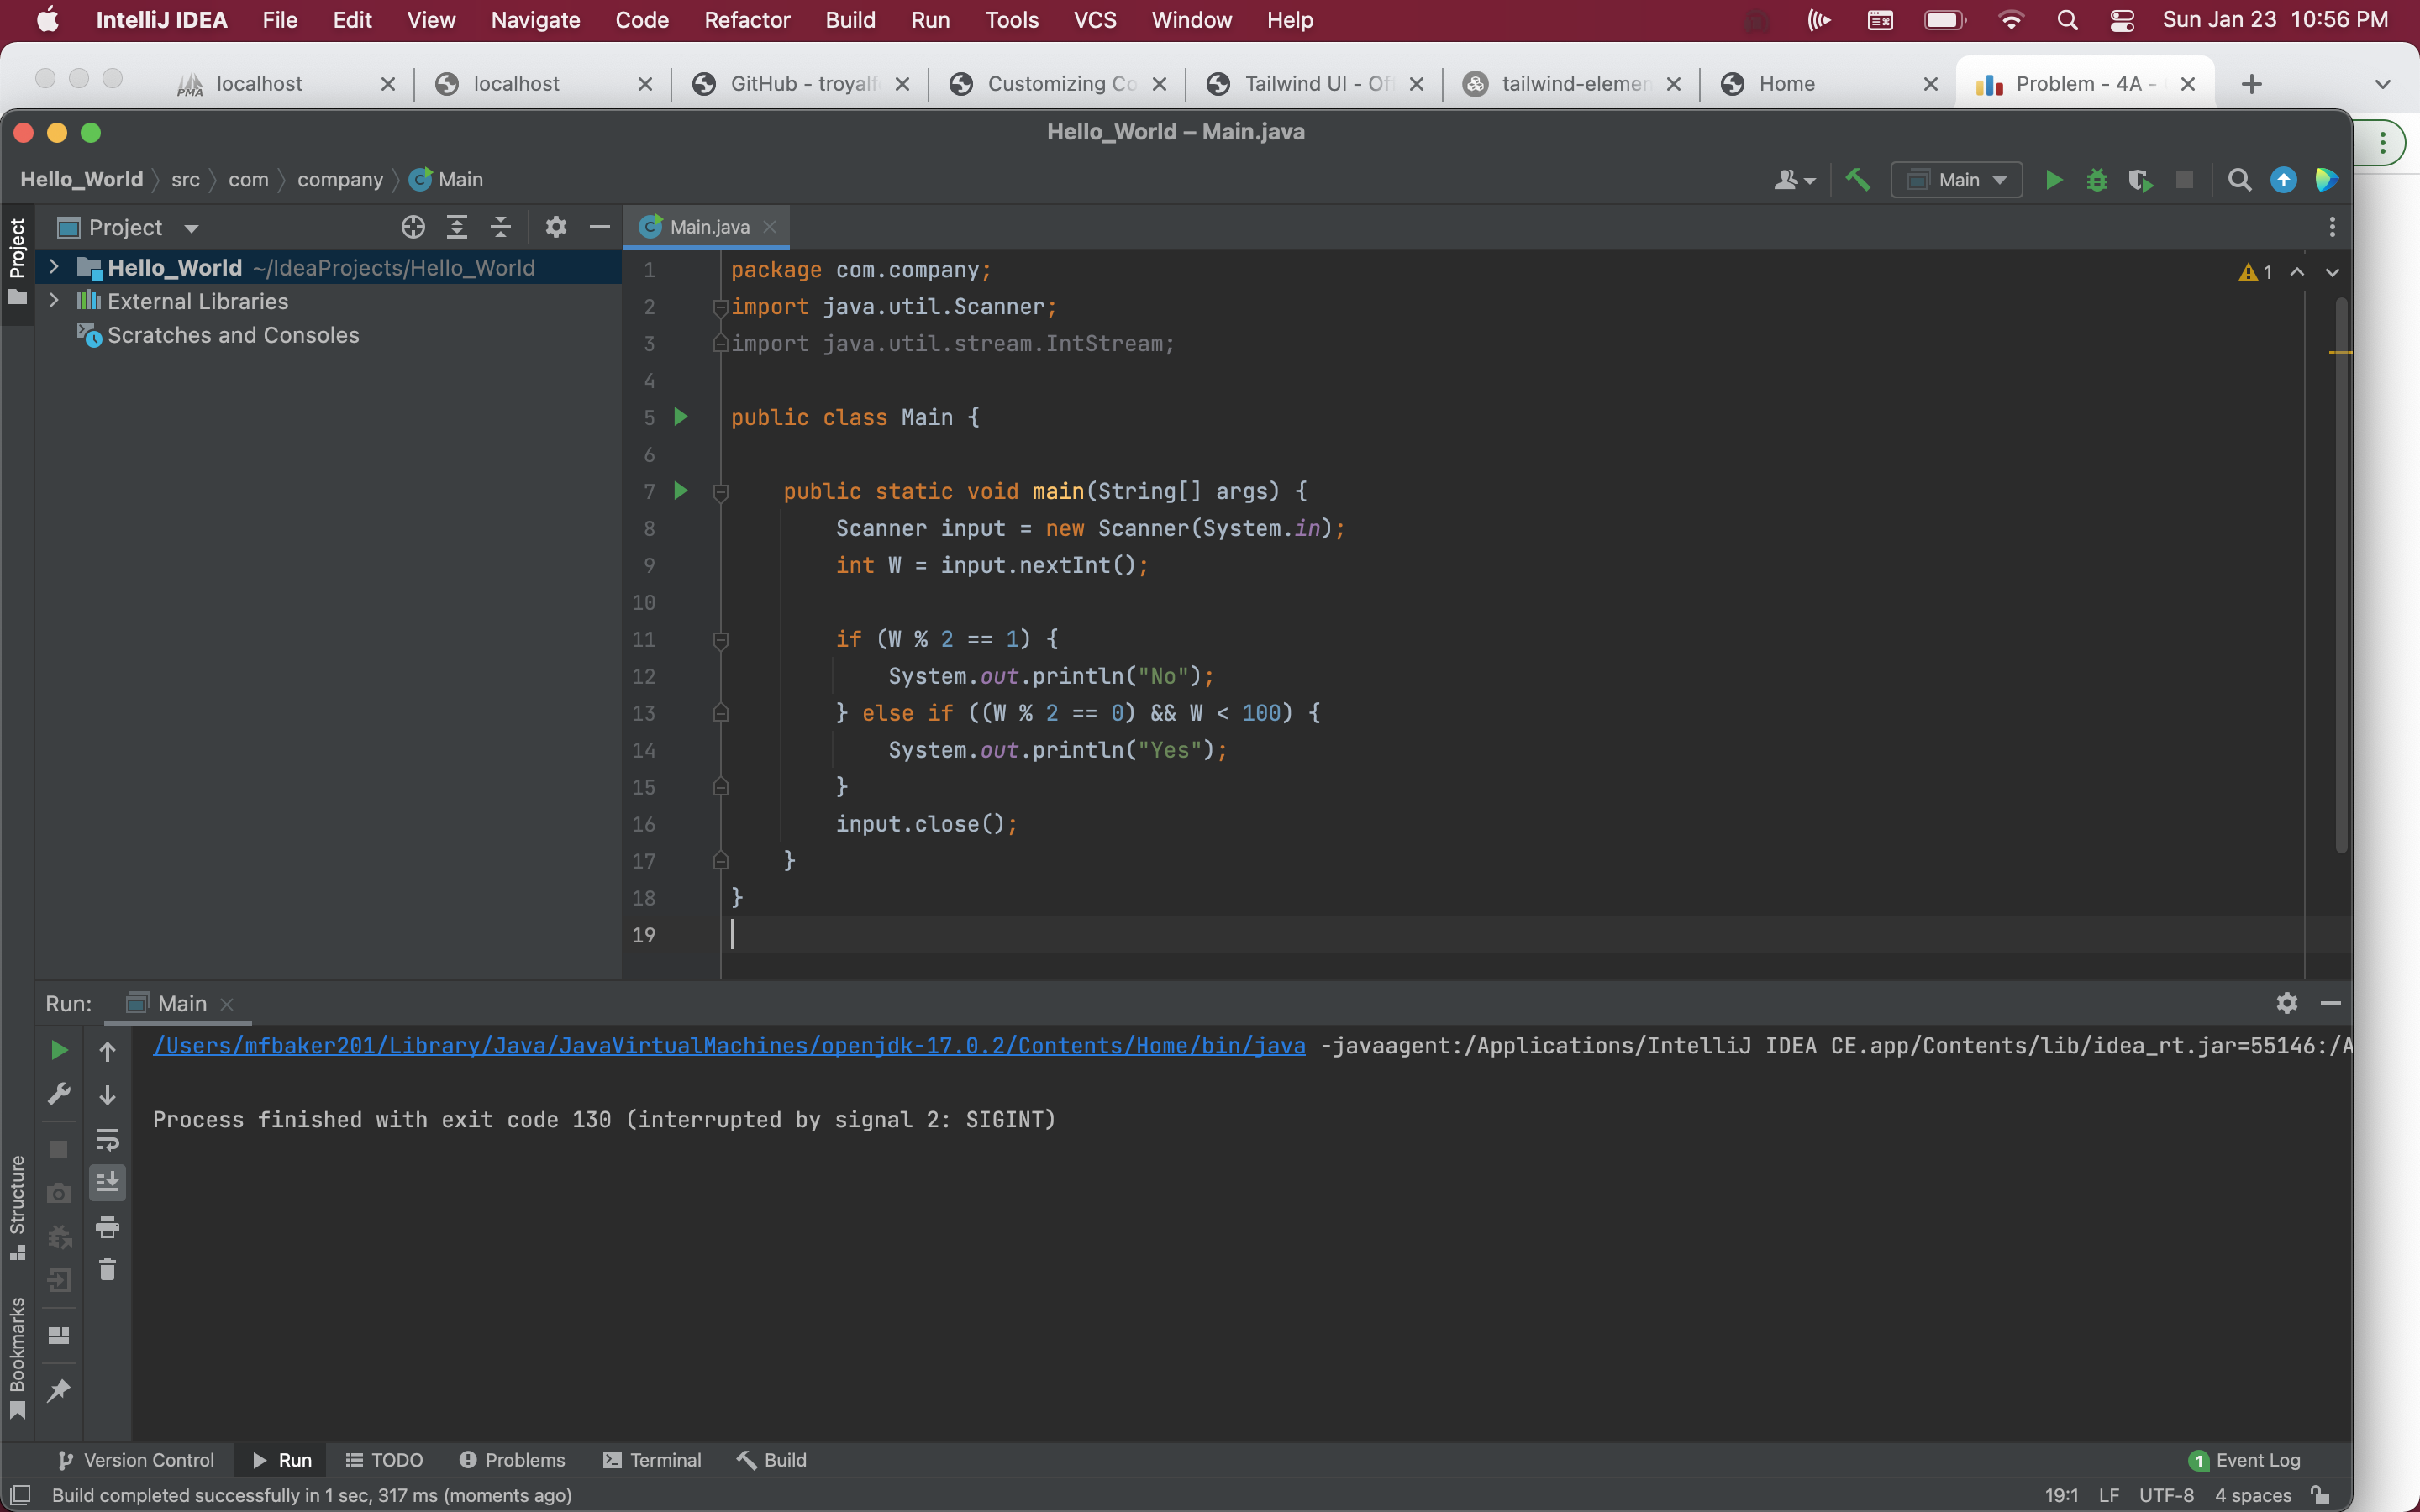 IntelliJ IDEA File Edit View Navigate Code Refactor Build Run Tools VCS Window Help Sun Jan 23 10:56 PM
PMA localhost localhost GitHub - troyalf Customizing Co Tailwind UI - Of tailwind-elemen Home Problem - 4A -
Hello_World – Main.java
Hello_World src com company Main Main
Project Main.java
Project
Hello_World ~/IdeaProjects/Hello_World
External Libraries
Scratches and Consoles
1 package com.company; 1
2 import java.util.Scanner;
3 import java.util.stream.IntStream;
4
5 public class Main {
6
7 public static void main(String[] args) {
8 Scanner input = new Scanner(System.in);
9 int W = input.nextInt();
10
11 if (W % 2 == 1) {
12 System.out.println("No");
13 } else if ((W % 2 == 0) && W < 100) {
14 System.out.println("Yes");
15 }
16 input.close();
17 }
18 }
19
Run: Main
/Users/mfbaker201/Library/Java/JavaVirtualMachines/openjdk-17.0.2/Contents/Home/bin/java -javaagent:/Applications/IntelliJ IDEA CE.app/Contents/lib/idea_rt.jar=55146:/A
Process finished with exit code 130 (interrupted by signal 2: SIGINT)
Structure
Bookmarks
Version Control Run TODO Problems Terminal Build 1 Event Log
Build completed successfully in 1 sec, 317 ms (moments ago) 19:1 LF UTF-8 4 spaces